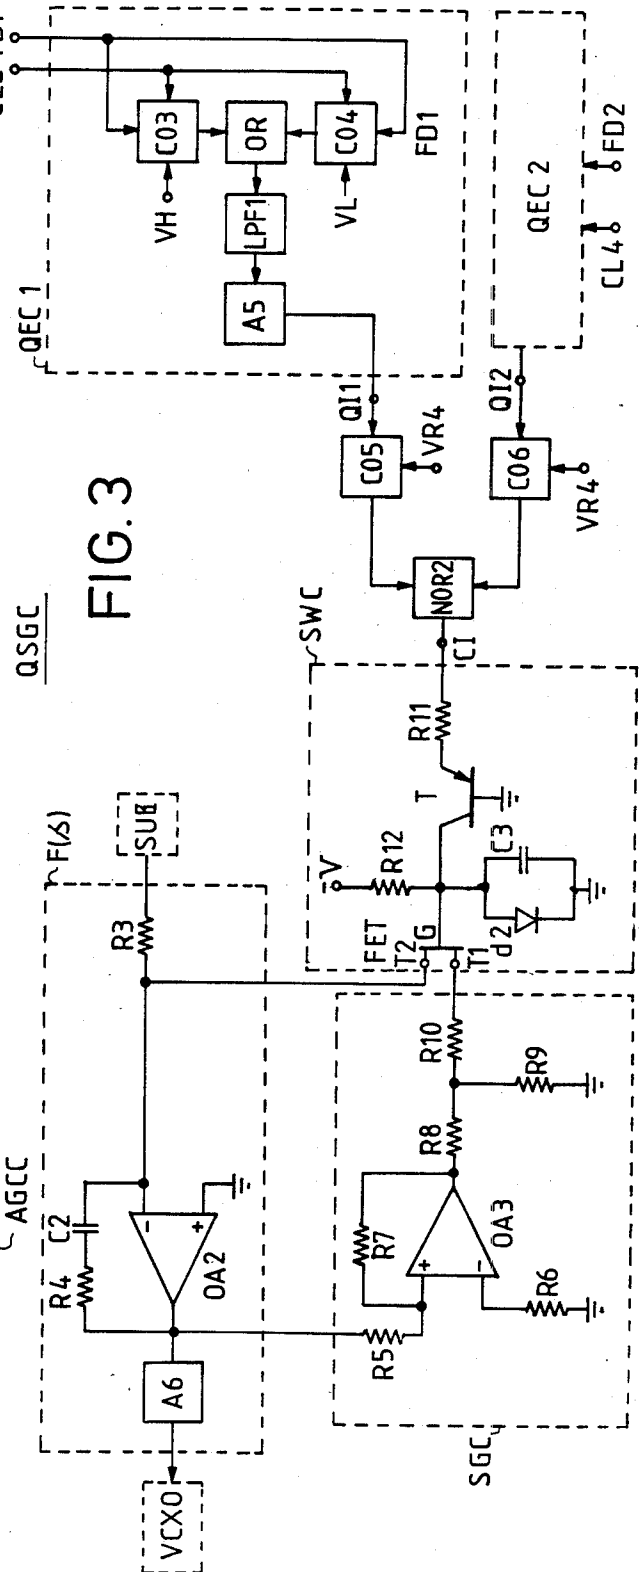 QSGC
FIG. 3
AGCC
F(s)
SUB
R3
C2
R4
OA2
A6
VCXO
SGC
R5
R6
R7
OA3
R8
R9
R10
SWC
FET
T2
G
T1
-V
R12
d2
C3
T
R11
CI
NOR2
C05
VR4
C06
VR4
QI1
QI2
QEC 1
A5
LPF1
OR
C03
VH
C04
VL
FD1
QEC 2
CL4
FD2